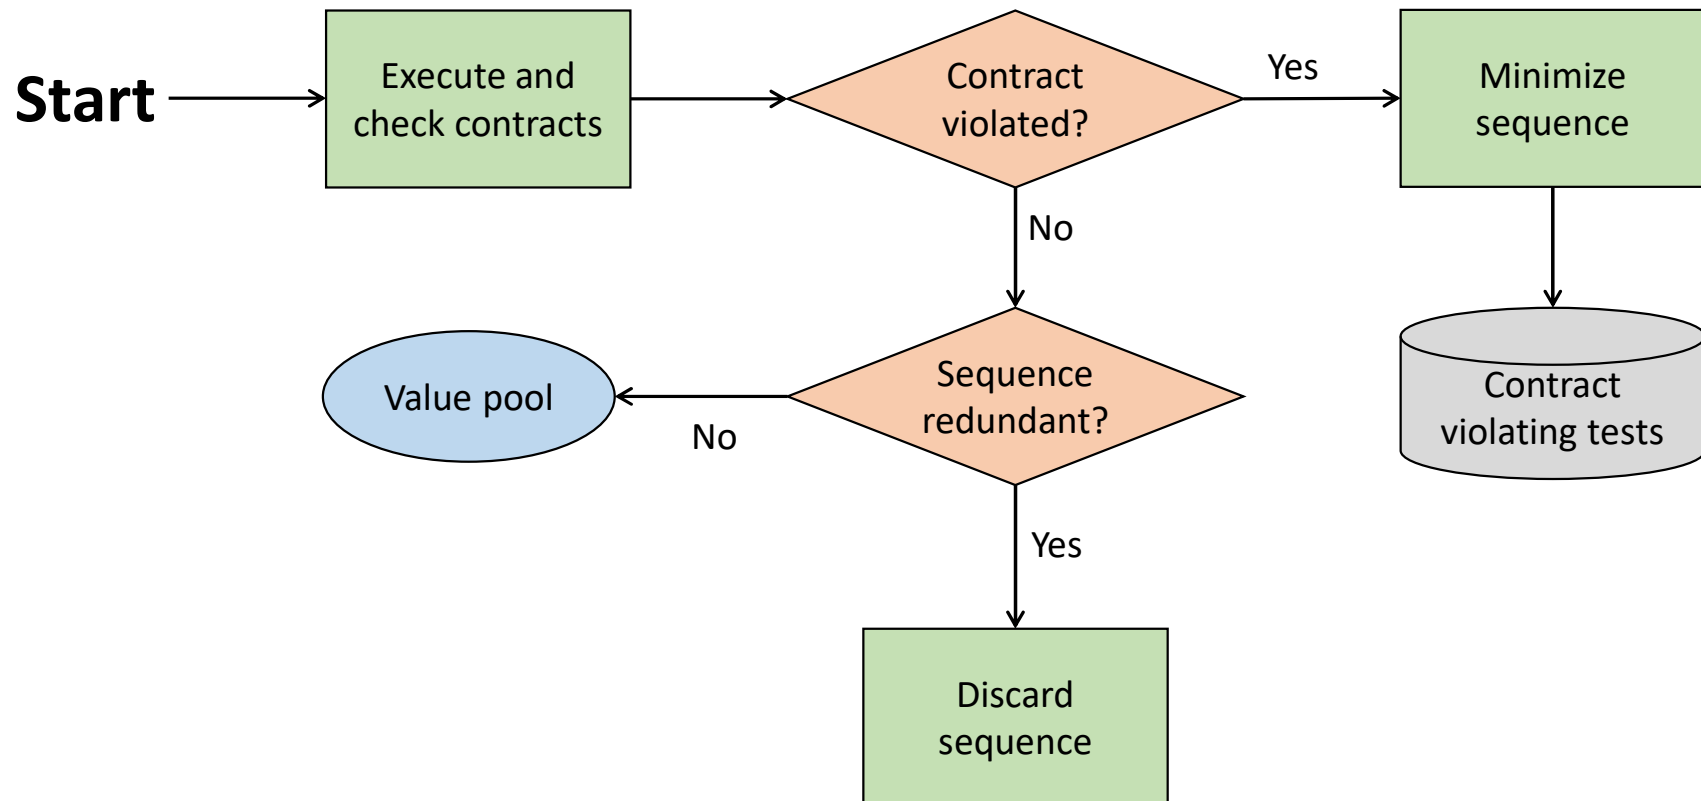 Start
Execute and
check contracts
Contract
violated?
Yes
Minimize
sequence
No
Value pool
No
Sequence
redundant?
Contract
violating tests
Yes
Discard
sequence